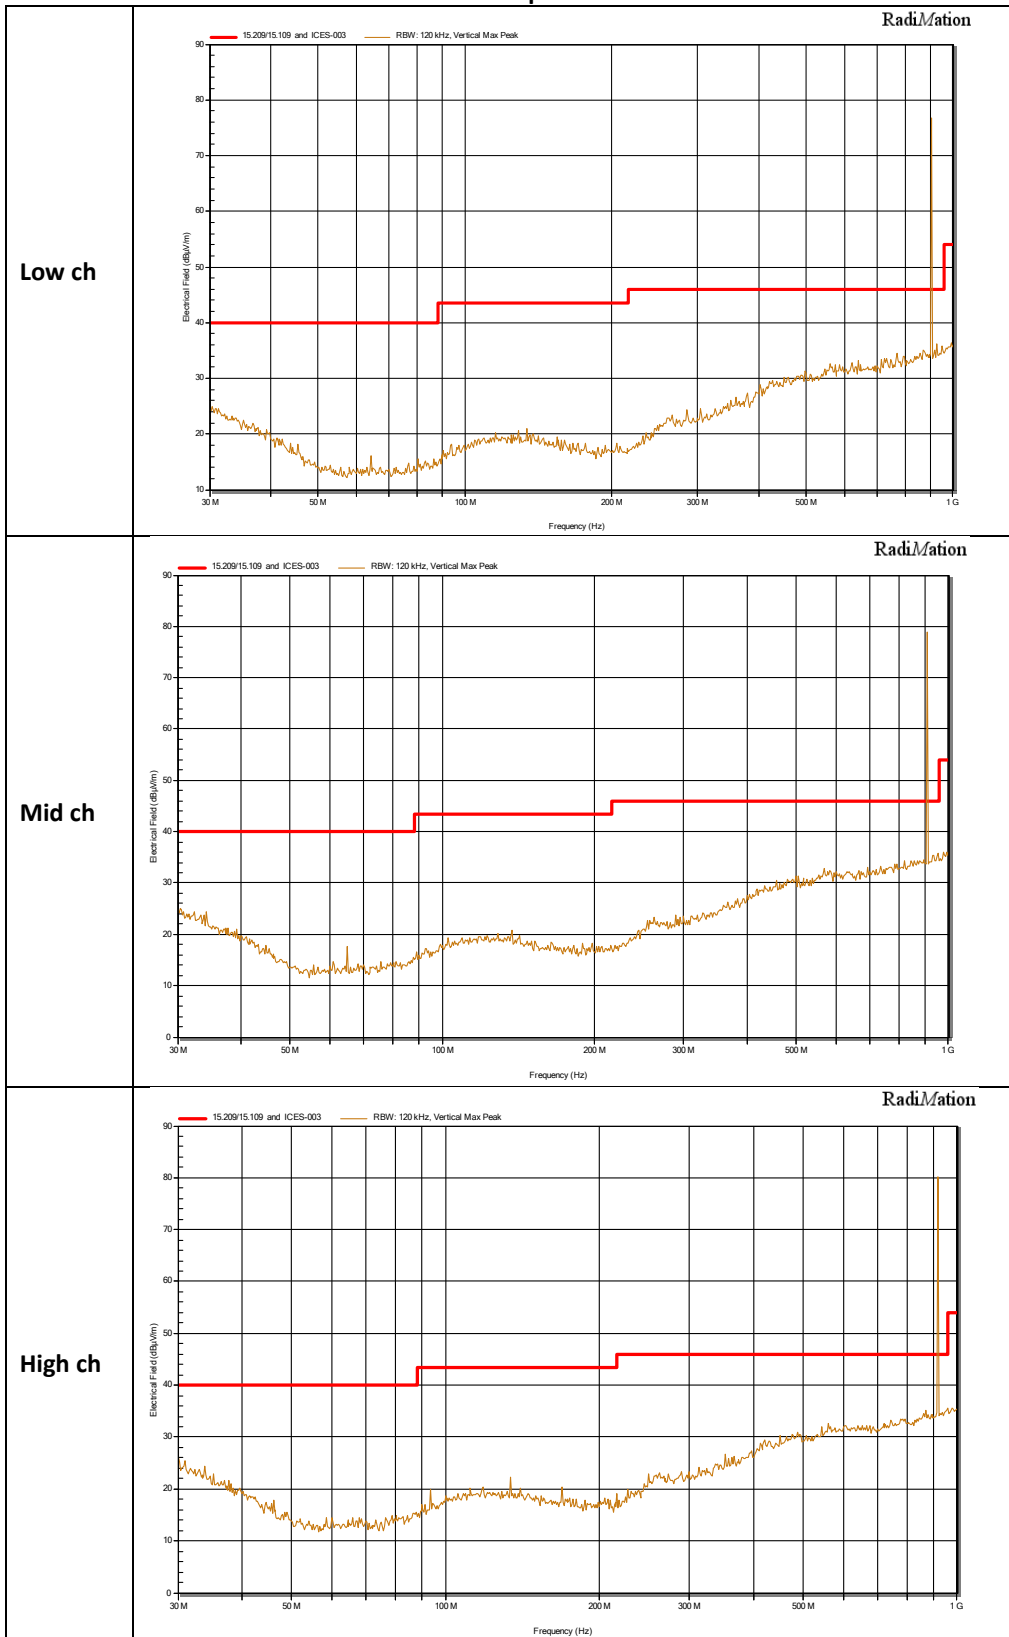 RadiMation
15.209/15.109 and ICES-003 RBW: 120 kHz, Vertical Max Peak
Low ch
Electrical Field (dBµV/m)
90
80
70
60
50
40
30
20
10
30 M 50 M 100 M 200 M 300 M 500 M 1 G
Frequency (Hz)
RadiMation
15.209/15.109 and ICES-003 RBW: 120 kHz, Vertical Max Peak
Mid ch
Electrical Field (dBµV/m)
90
80
70
60
50
40
30
20
10
0
30 M 50 M 100 M 200 M 300 M 500 M 1 G
Frequency (Hz)
RadiMation
15.209/15.109 and ICES-003 RBW: 120 kHz, Vertical Max Peak
High ch
Electrical Field (dBµV/m)
90
80
70
60
50
40
30
20
10
0
30 M 50 M 100 M 200 M 300 M 500 M 1 G
Frequency (Hz)